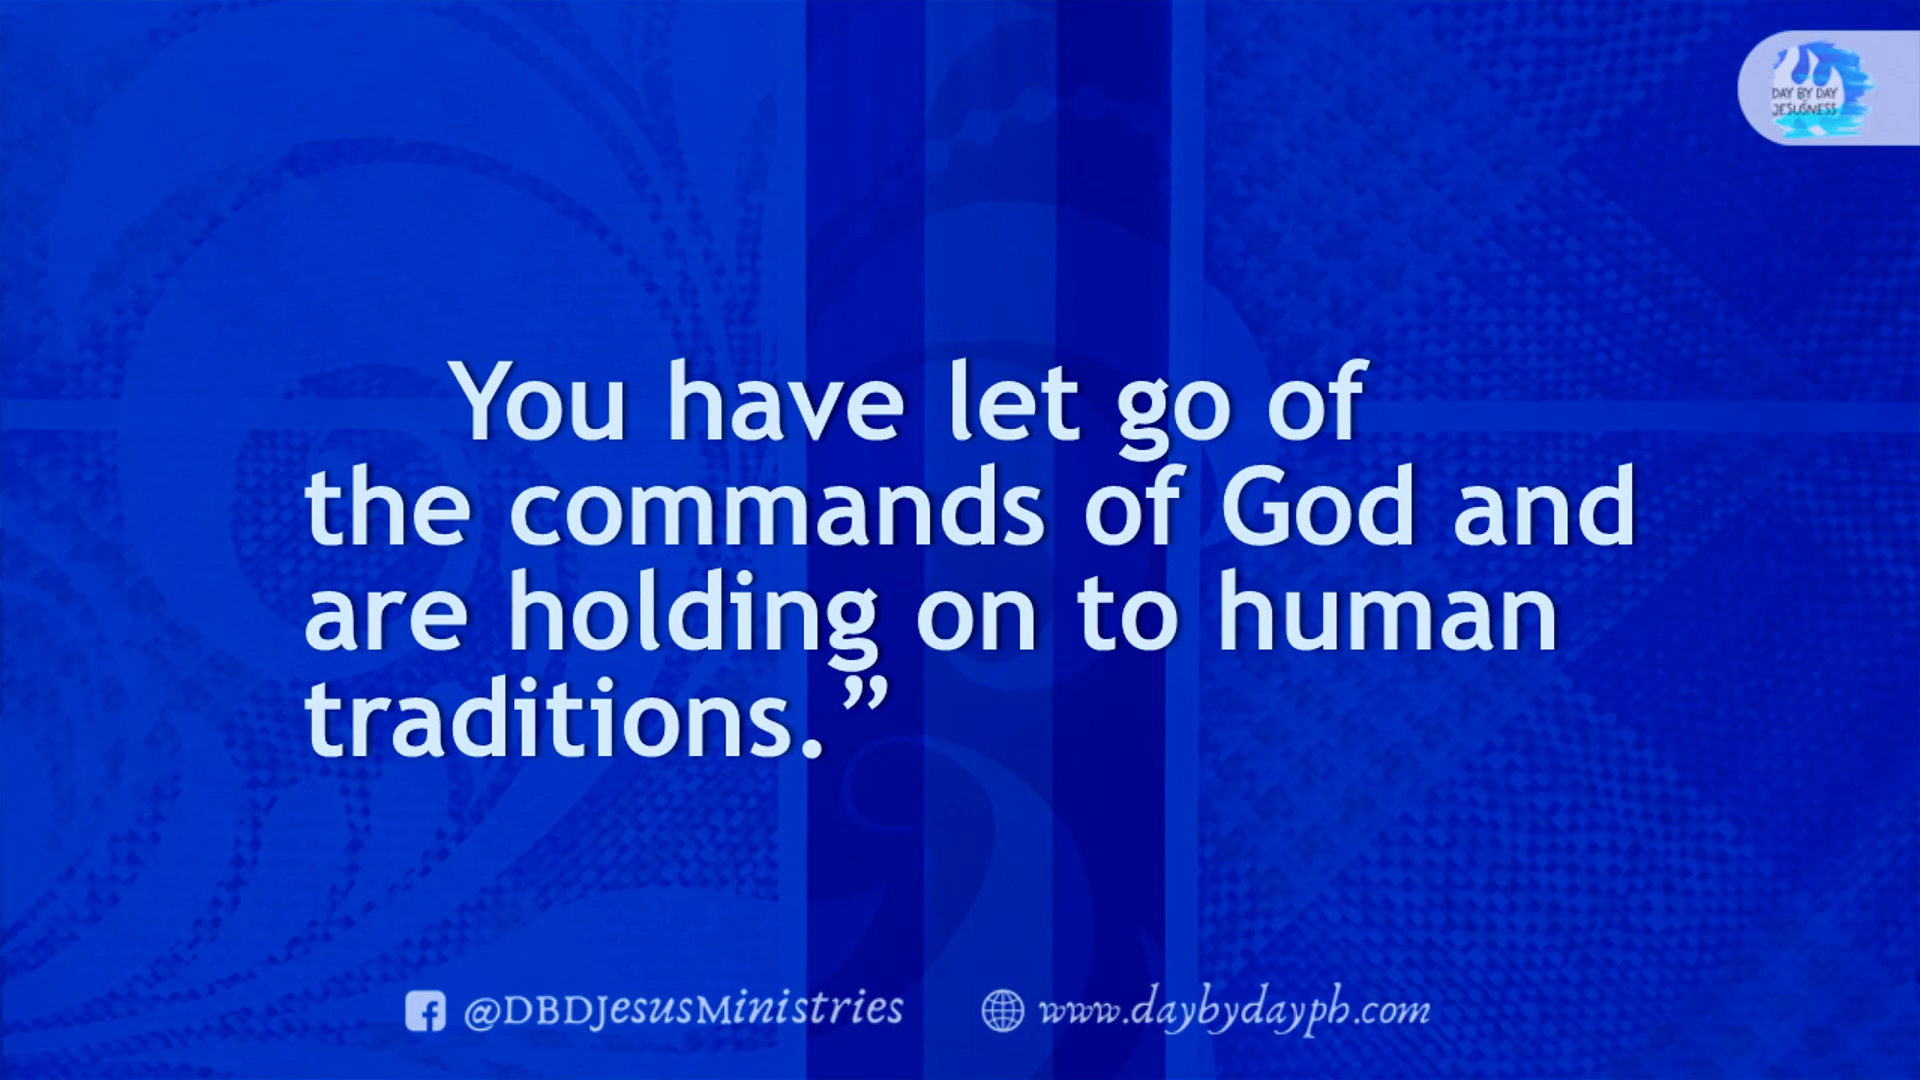 DAY BY DAY
JESUSNESS
You have let go of
the commands of God and
are holding on to human
traditions.”
@DBDJesusMinistries www.daybydayph.com